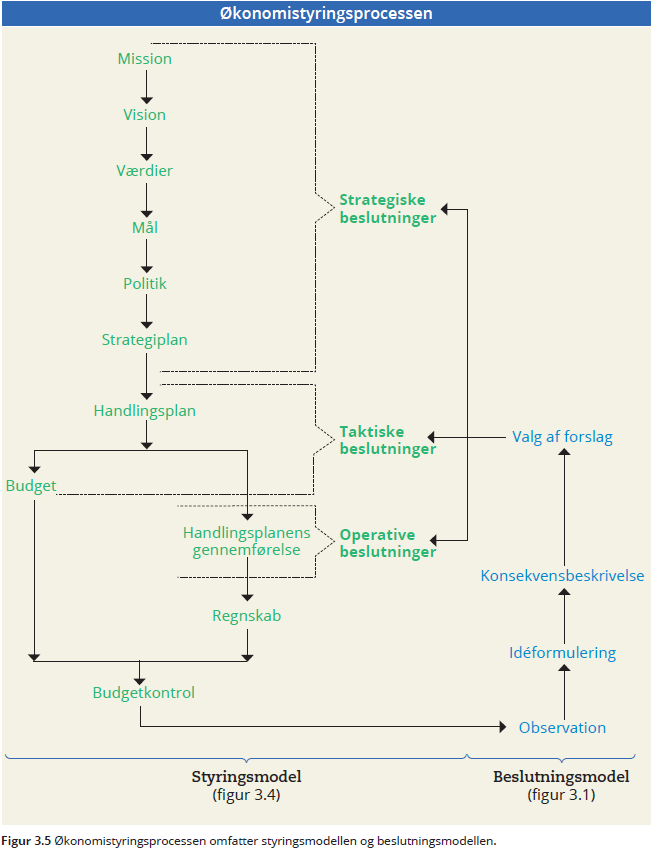 Økonomistyringsprocessen
Mission
Vision
Værdier
Mål
Politik
Strategiplan
Handlingsplan
Budget
Handlingsplanens
gennemførelse
Regnskab
Budgetkontrol
Strategiske
beslutninger
Taktiske
beslutninger
Operative
beslutninger
Valg af forslag
Konsekvensbeskrivelse
Idéformulering
Observation
Styringsmodel
(figur 3.4)
Beslutningsmodel
(figur 3.1)
Figur 3.5 Økonomistyringsprocessen omfatter styringsmodellen og beslutningsmodellen.